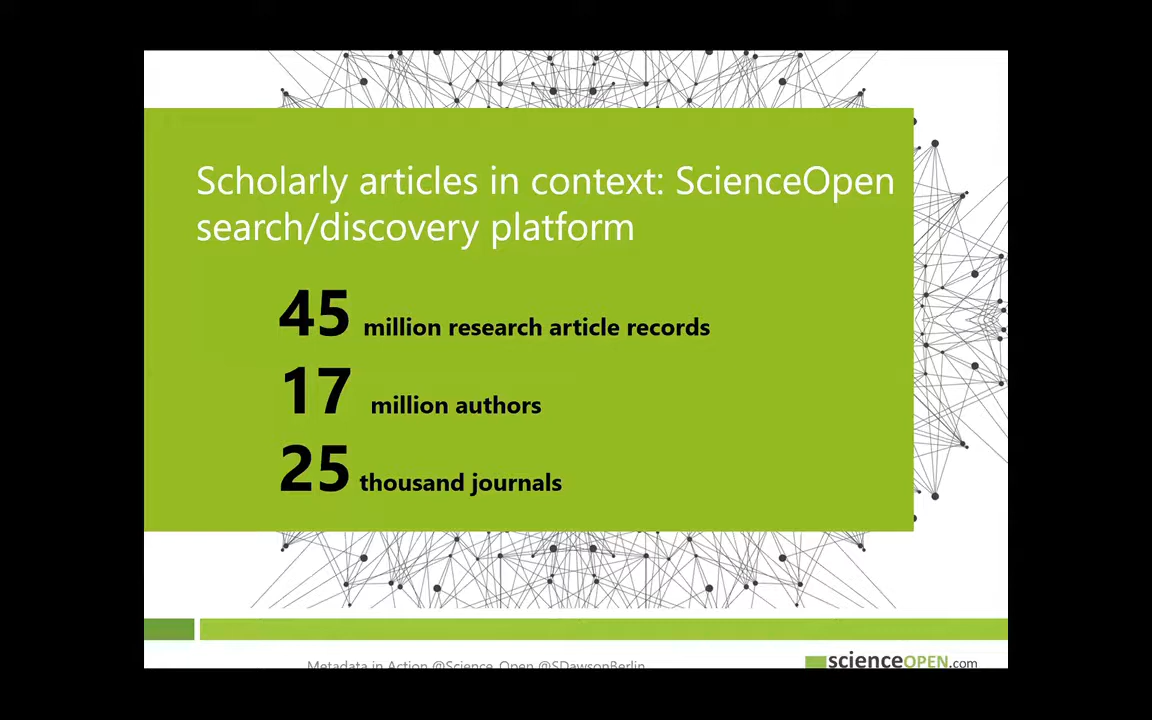 Scholarly articles in context: ScienceOpen
search/discovery platform
45 million research article records
17 million authors
25 thousand journals
Metadata in Action @Science_Open @SDawsonBerlin
scienceOPEN.com